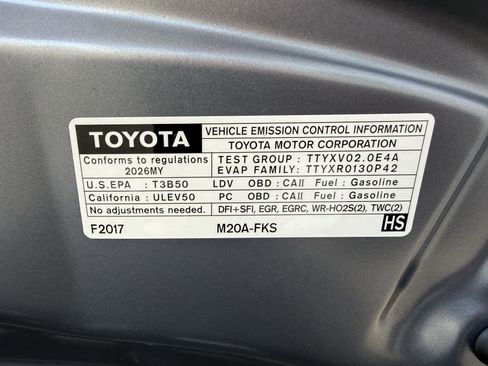 TOYOTA
VEHICLE EMISSION CONTROL INFORMATION
TOYOTA MOTOR CORPORATION
Conforms to regulations
2026MY
TEST GROUP : TTYXV02.0E4A
EVAP FAMILY: TTYXR0130P42
U.S.EPA : T3B50 LDV OBD : CAII Fuel : Gasoline
California : ULEV50 PC OBD : CAII Fuel : Gasoline
No adjustments needed. DFI+SFI, EGR, EGRC, WR-HO2S(2), TWC(2)
F2017 M20A-FKS HS